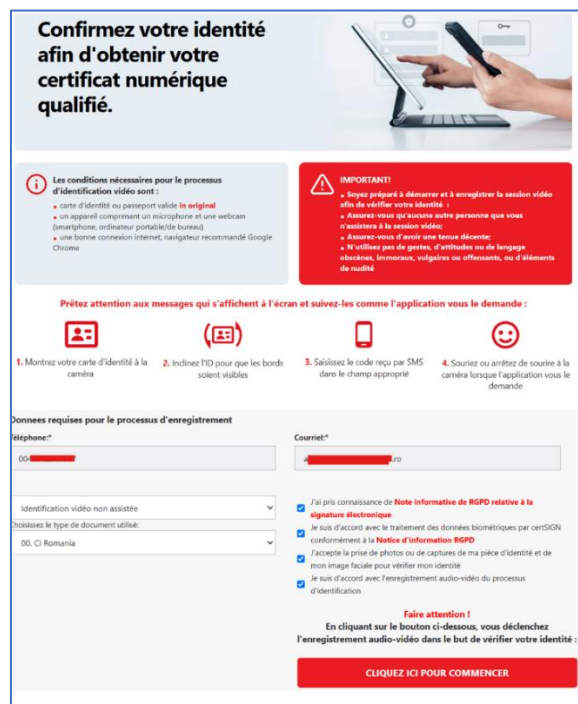 Confirmez votre identité
afin d'obtenir votre
certificat numérique
qualifié.
Les conditions nécessaires pour le processus
d'identification vidéo sont :
• carte d'identité ou passeport valide in original
• un appareil comprenant un microphone et une webcam
(smartphone, ordinateur portable/de bureau)
• une bonne connexion internet, navigateur recommandé Google
Chrome
IMPORTANT!
• Soyez préparé à démarrer et à enregistrer la session vidéo
afin de vérifier votre identité :
• Assurez-vous qu'aucune autre personne que vous
n'assistera à la session vidéo;
• Assurez-vous d'avoir une tenue décente;
• N'utilisez pas de gestes, d'attitudes ou de langage
obscènes, immoraux, vulgaires ou offensants, ou d'éléments
de nudité
Prêtez attention aux messages qui s'affichent à l'écran et suivez-les comme l'application vous le demande :
1. Montrez votre carte d'identité à la
caméra
2. Inclinez l'ID pour que les bords
soient visibles
3. Saisissez le code reçu par SMS
dans le champ approprié
4. Souriez ou arrêtez de sourire à la
caméra lorsque l'application vous le
demande
Donnees requises pour le processus d'enregistrement
Téléphone:*
Courriel:*
004
a
.ro
Identification vidéo non assistée
Choisissez le type de document utilisé:
00. CI Romania
J'ai pris connaissance de Note informative de RGPD relative à la
signature électronique
Je suis d'accord avec le traitement des données biométriques par certSIGN
conformément à la Notice d'information RGPD
J'accepte la prise de photos ou de captures de ma pièce d'identité et de
mon image faciale pour vérifier mon identité
Je suis d'accord avec l'enregistrement audio-vidéo du processus
d'identification
Faire attention !
En cliquant sur le bouton ci-dessous, vous déclenchez
l'enregistrement audio-vidéo dans le but de vérifier votre identité :
CLIQUEZ ICI POUR COMMENCER